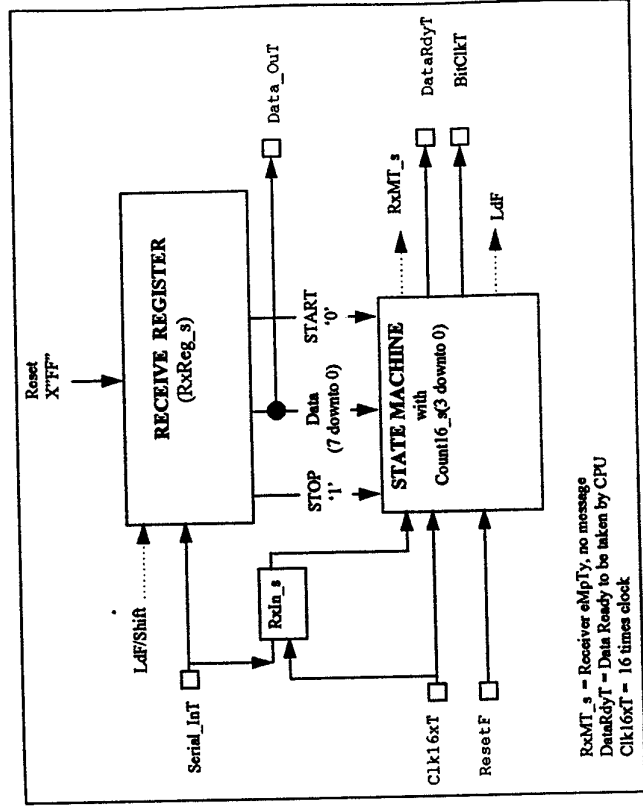 Reset
X"FF"
LdF/Shift
RECEIVE REGISTER
(RxReg_s)
Serial_InT
Data_OuT
STOP
'1'
Data
(7 downto 0)
START
'0'
RxIn_s
STATE MACHINE
with
Count16_s(3 downto 0)
RxMT_s
DataRdyT
BitClkT
LdF
Clk16xT
ResetF
RxMT_s = Receiver eMpTy, no message
DataRdyT = Data Ready to be taken by CPU
Clk16xT = 16 times clock